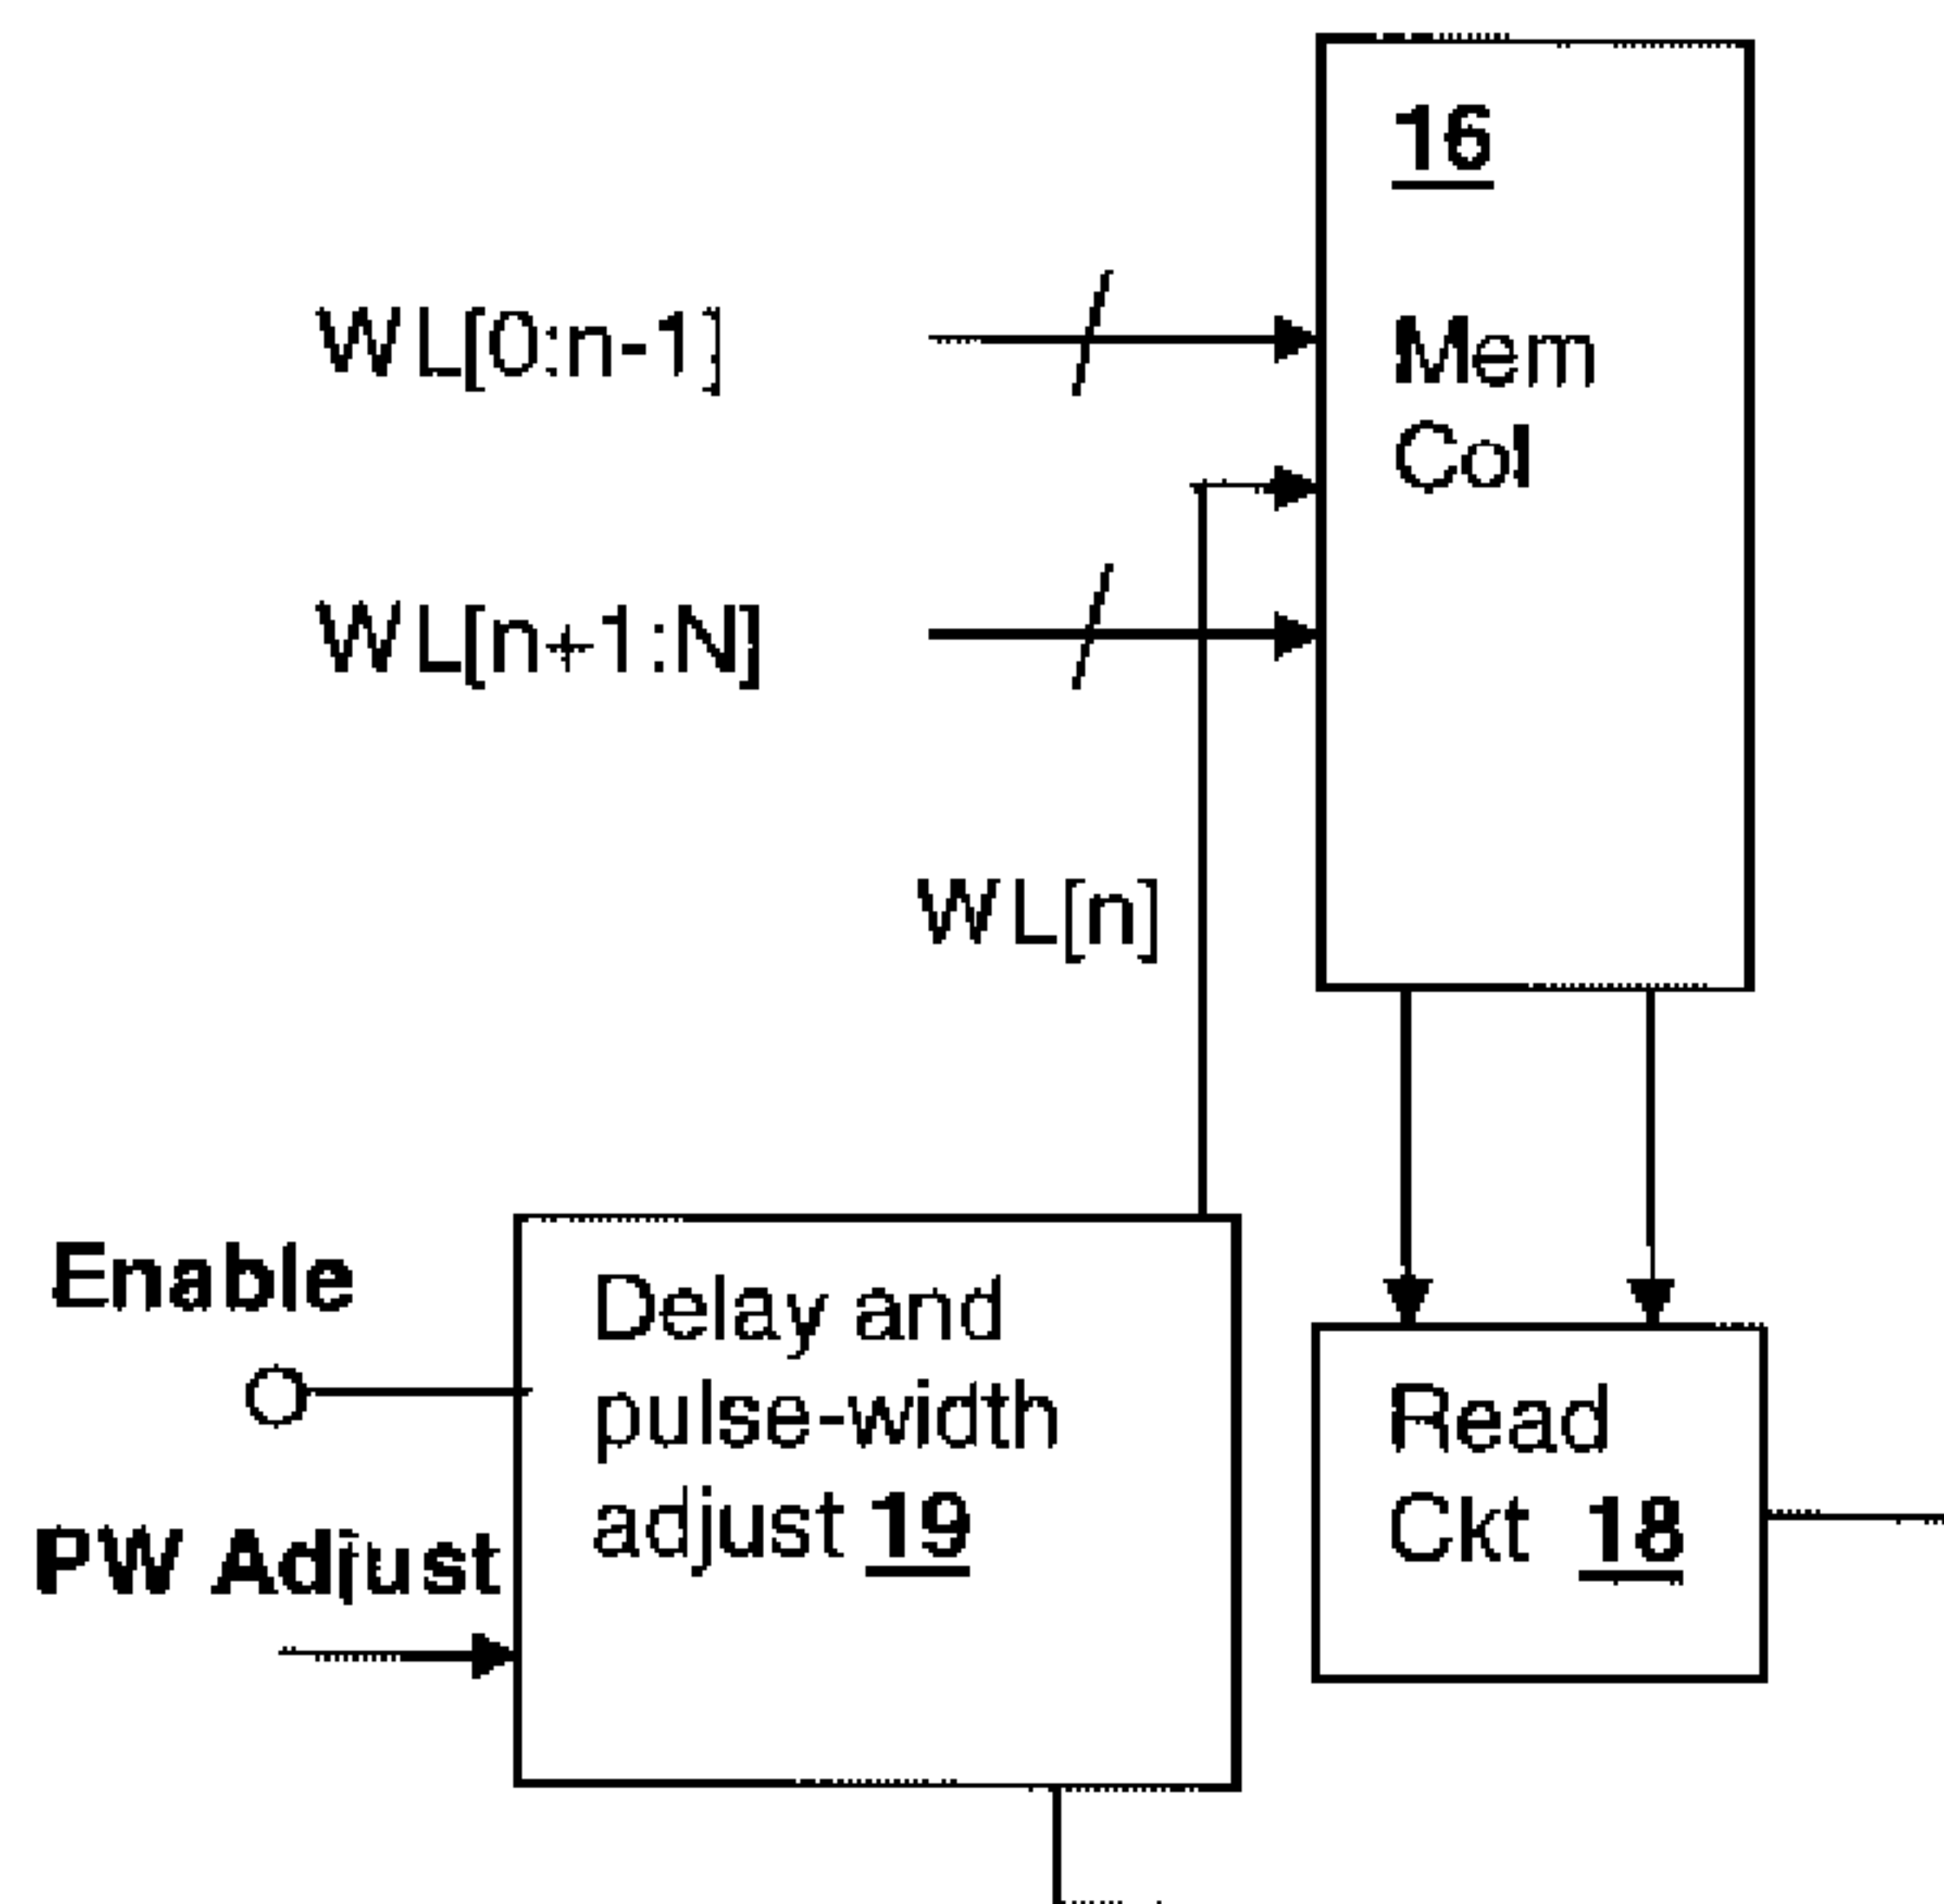 16
Mem
Col
WL[0:n-1]
WL[n+1:N]
WL[n]
Enable
PW Adjust
Delay and
pulse-width
adjust 19
Read
Ckt 18